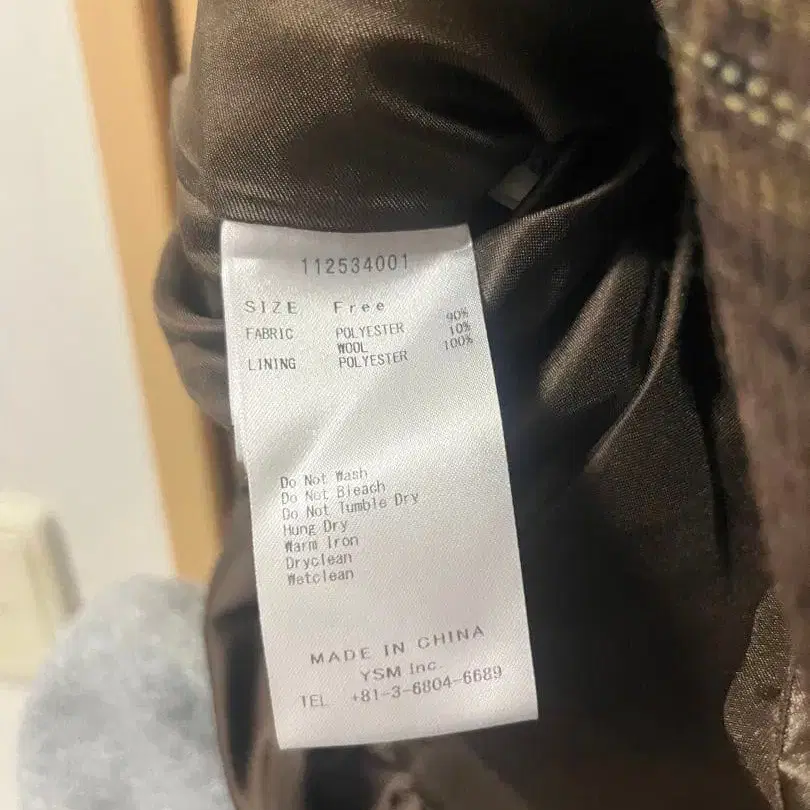 112534001
SIZE Free
FABRIC POLYESTER 90%
WOOL 10%
LINING POLYESTER 100%
Do Not Wash
Do Not Bleach
Do Not Tumble Dry
Hung Dry
Warm Iron
Dryclean
Wetclean
MADE IN CHINA
YSM Inc.
TEL +81-3-6804-6689